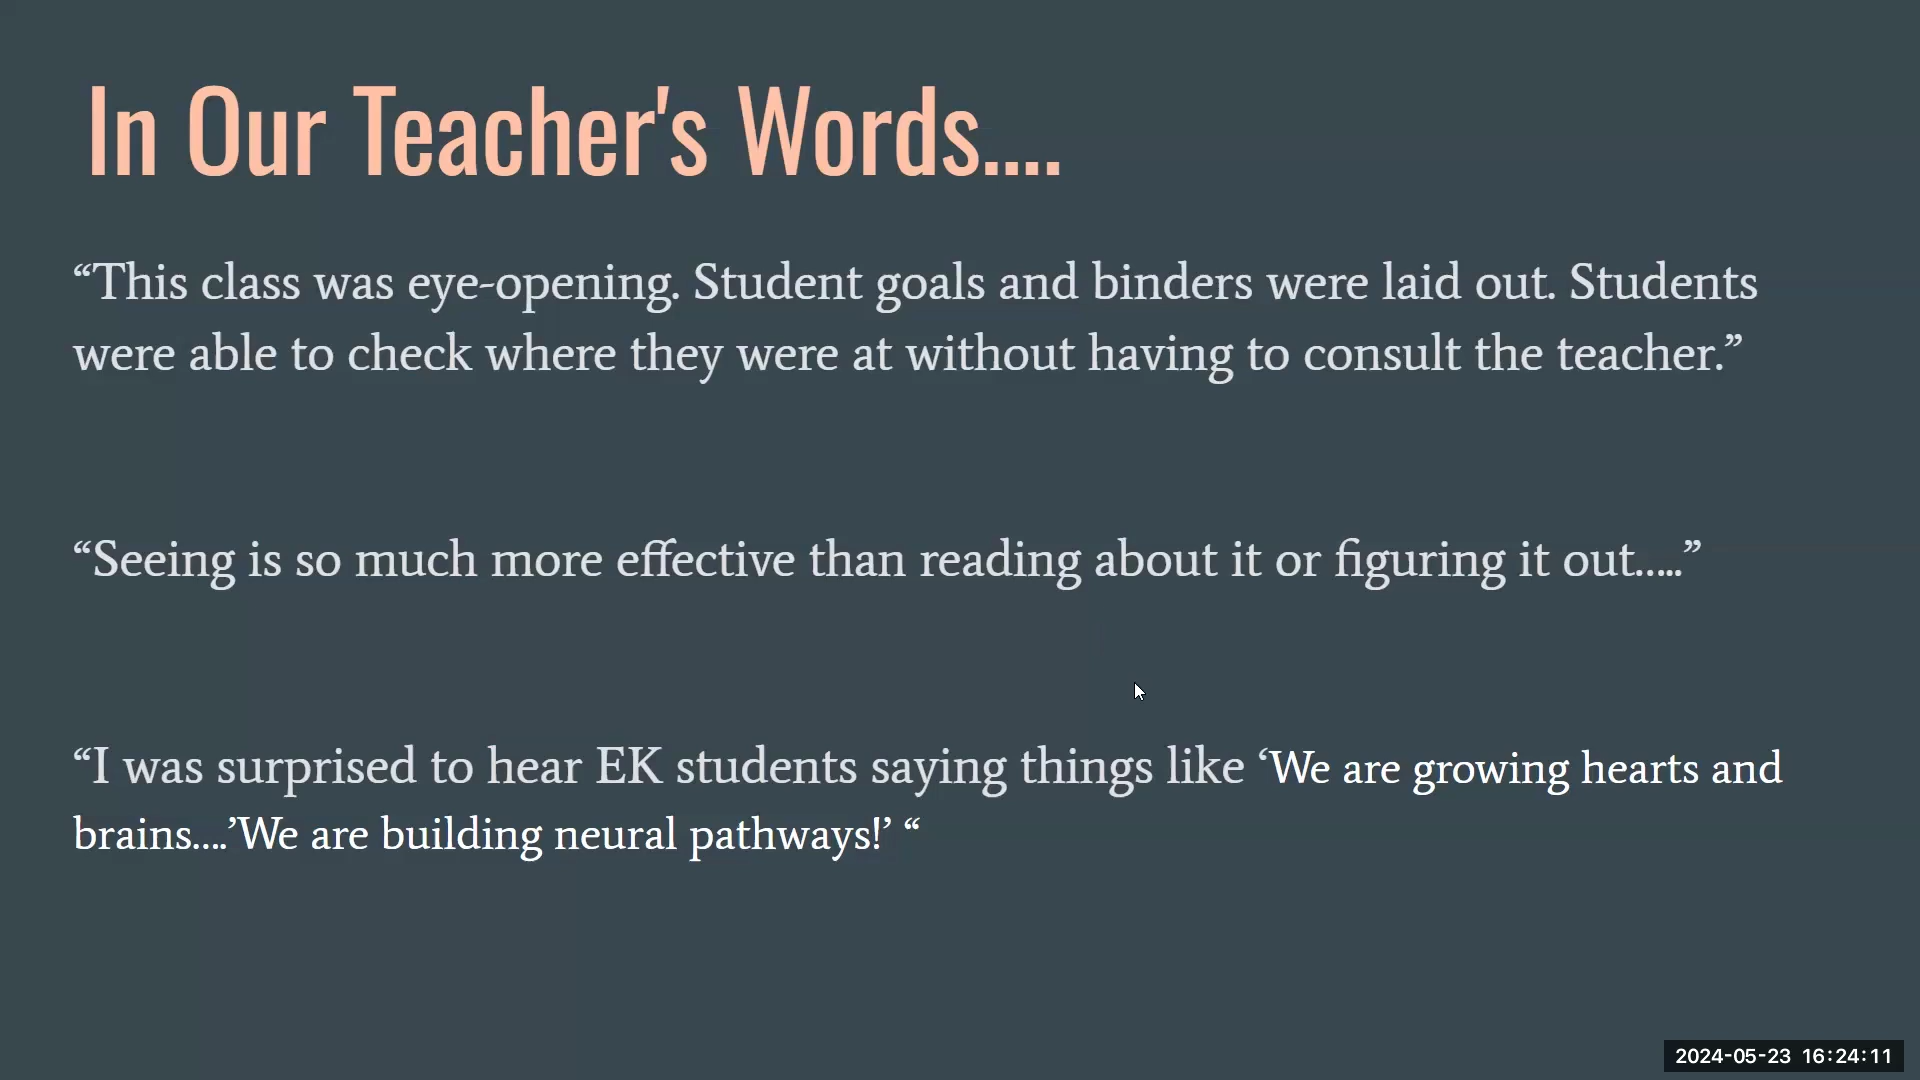 In Our Teacher's Words....
“This class was eye-opening. Student goals and binders were laid out. Students
were able to check where they were at without having to consult the teacher.”
“Seeing is so much more effective than reading about it or figuring it out.....”
“I was surprised to hear EK students saying things like ‘We are growing hearts and
brains....’We are building neural pathways!’ “
2024-05-23 16:24:11